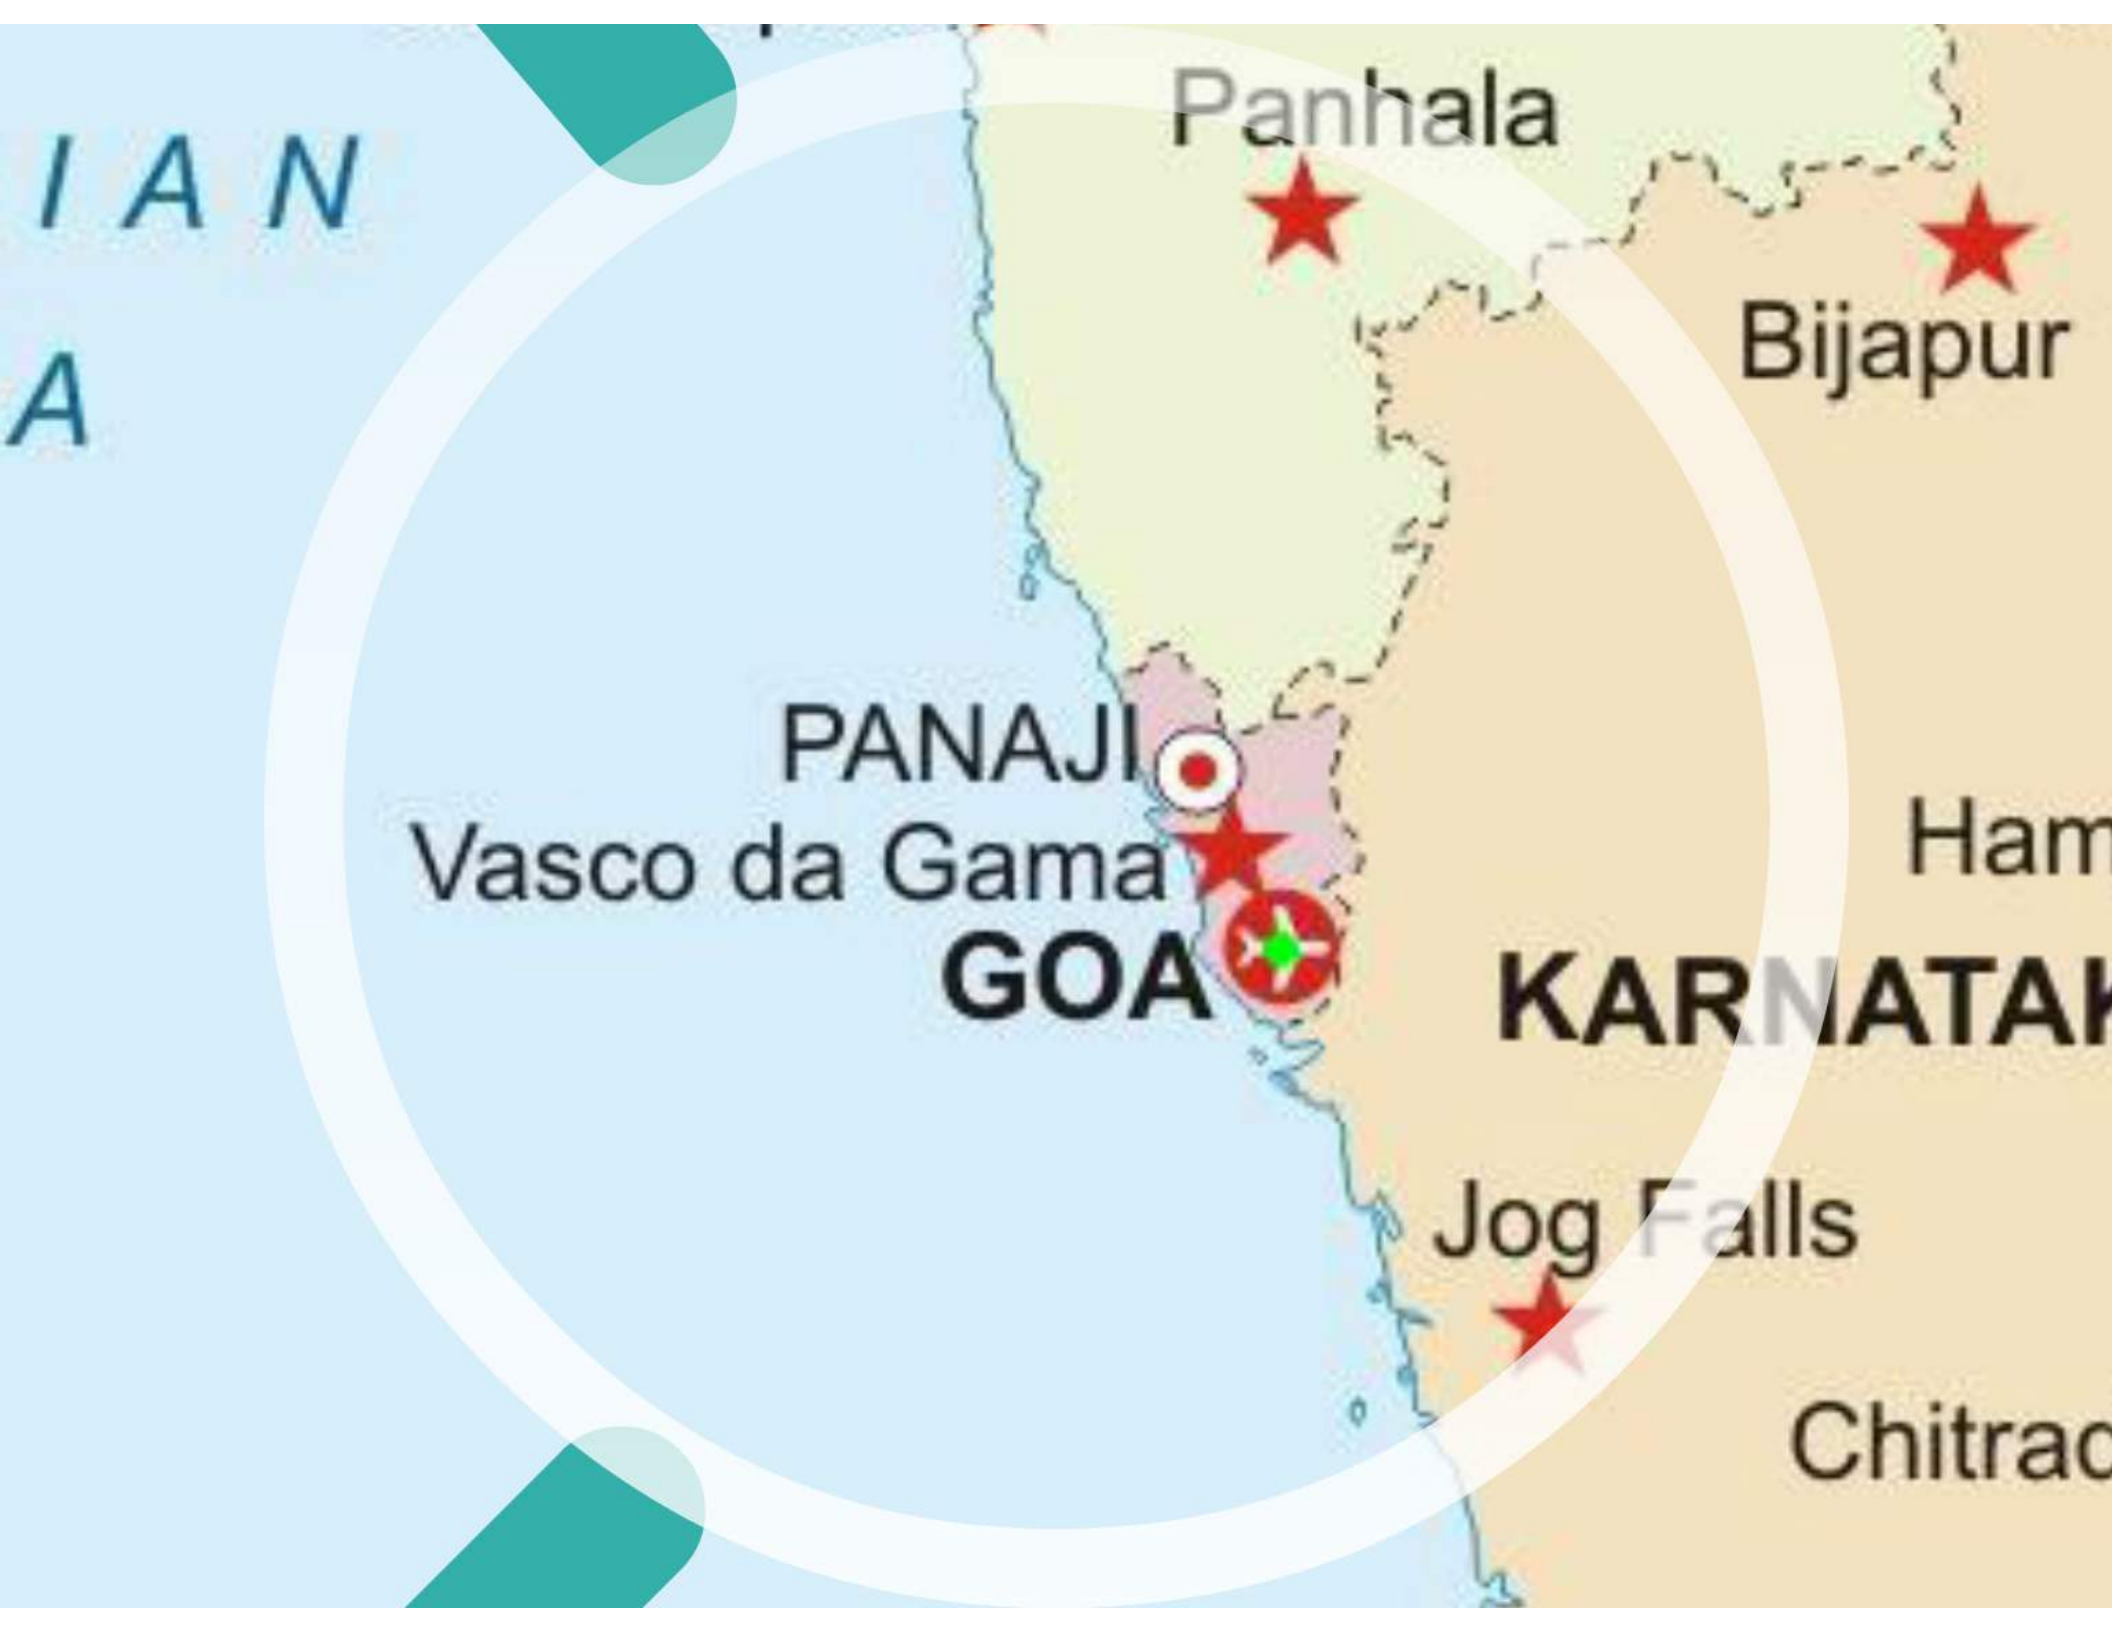 Panhala
I A N
Bijapur
A
PANAJI
Vasco da Gama
Ham
GOA
KARNATAK
Jog Falls
Chitrad